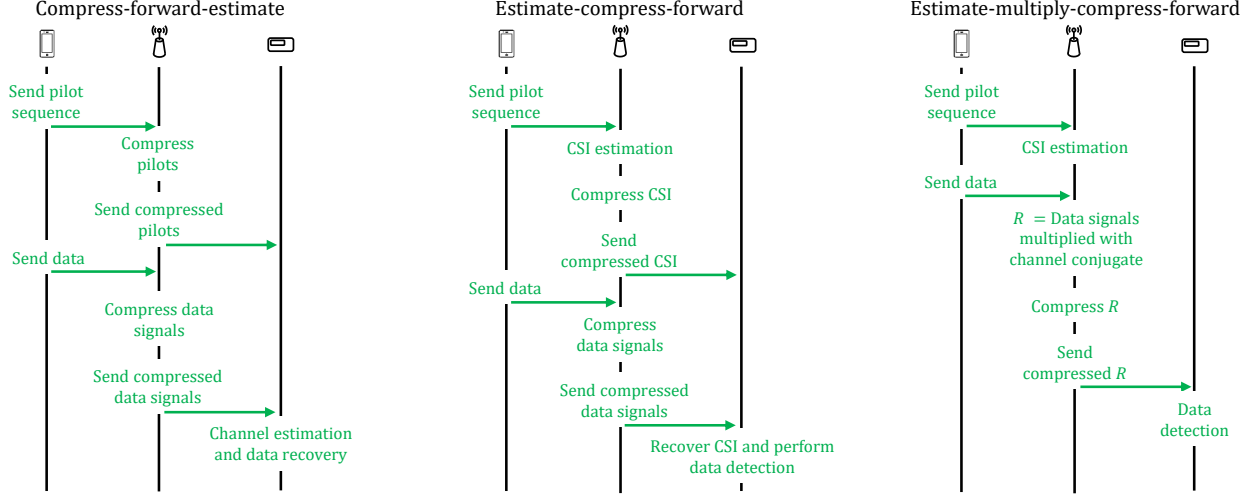 Compress-forward-estimate
Send pilot
sequence
Compress
pilots
Send compressed
pilots
Send data
Compress data
signals
Send compressed
data signals
Channel estimation
and data recovery
Estimate-compress-forward
Send pilot
sequence
CSI estimation
Compress CSI
Send
compressed CSI
Send data
Compress
data signals
Send compressed
data signals
Recover CSI and perform
data detection
Estimate-multiply-compress-forward
Send pilot
sequence
CSI estimation
Send data
R = Data signals
multiplied with
channel conjugate
Compress R
Send
compressed R
Data
detection